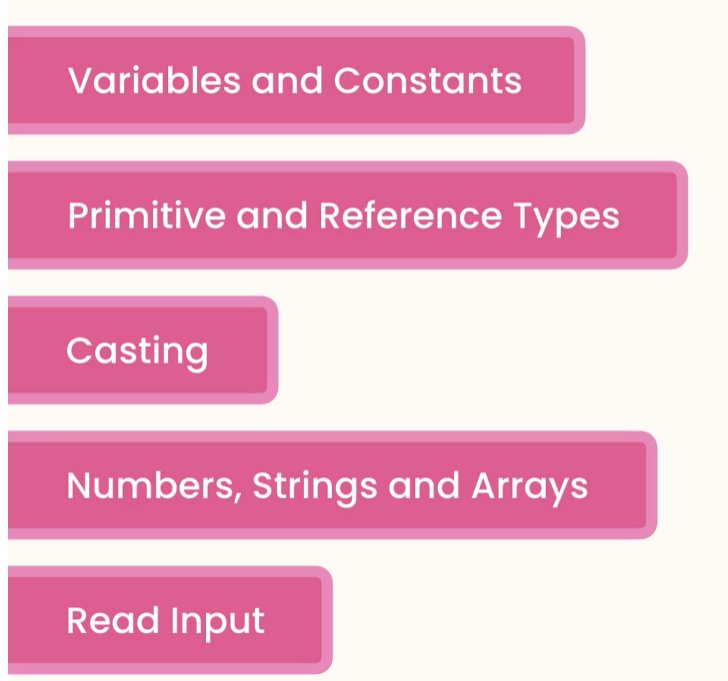 Variables and Constants
Primitive and Reference Types
Casting
Numbers, Strings and Arrays
Read Input